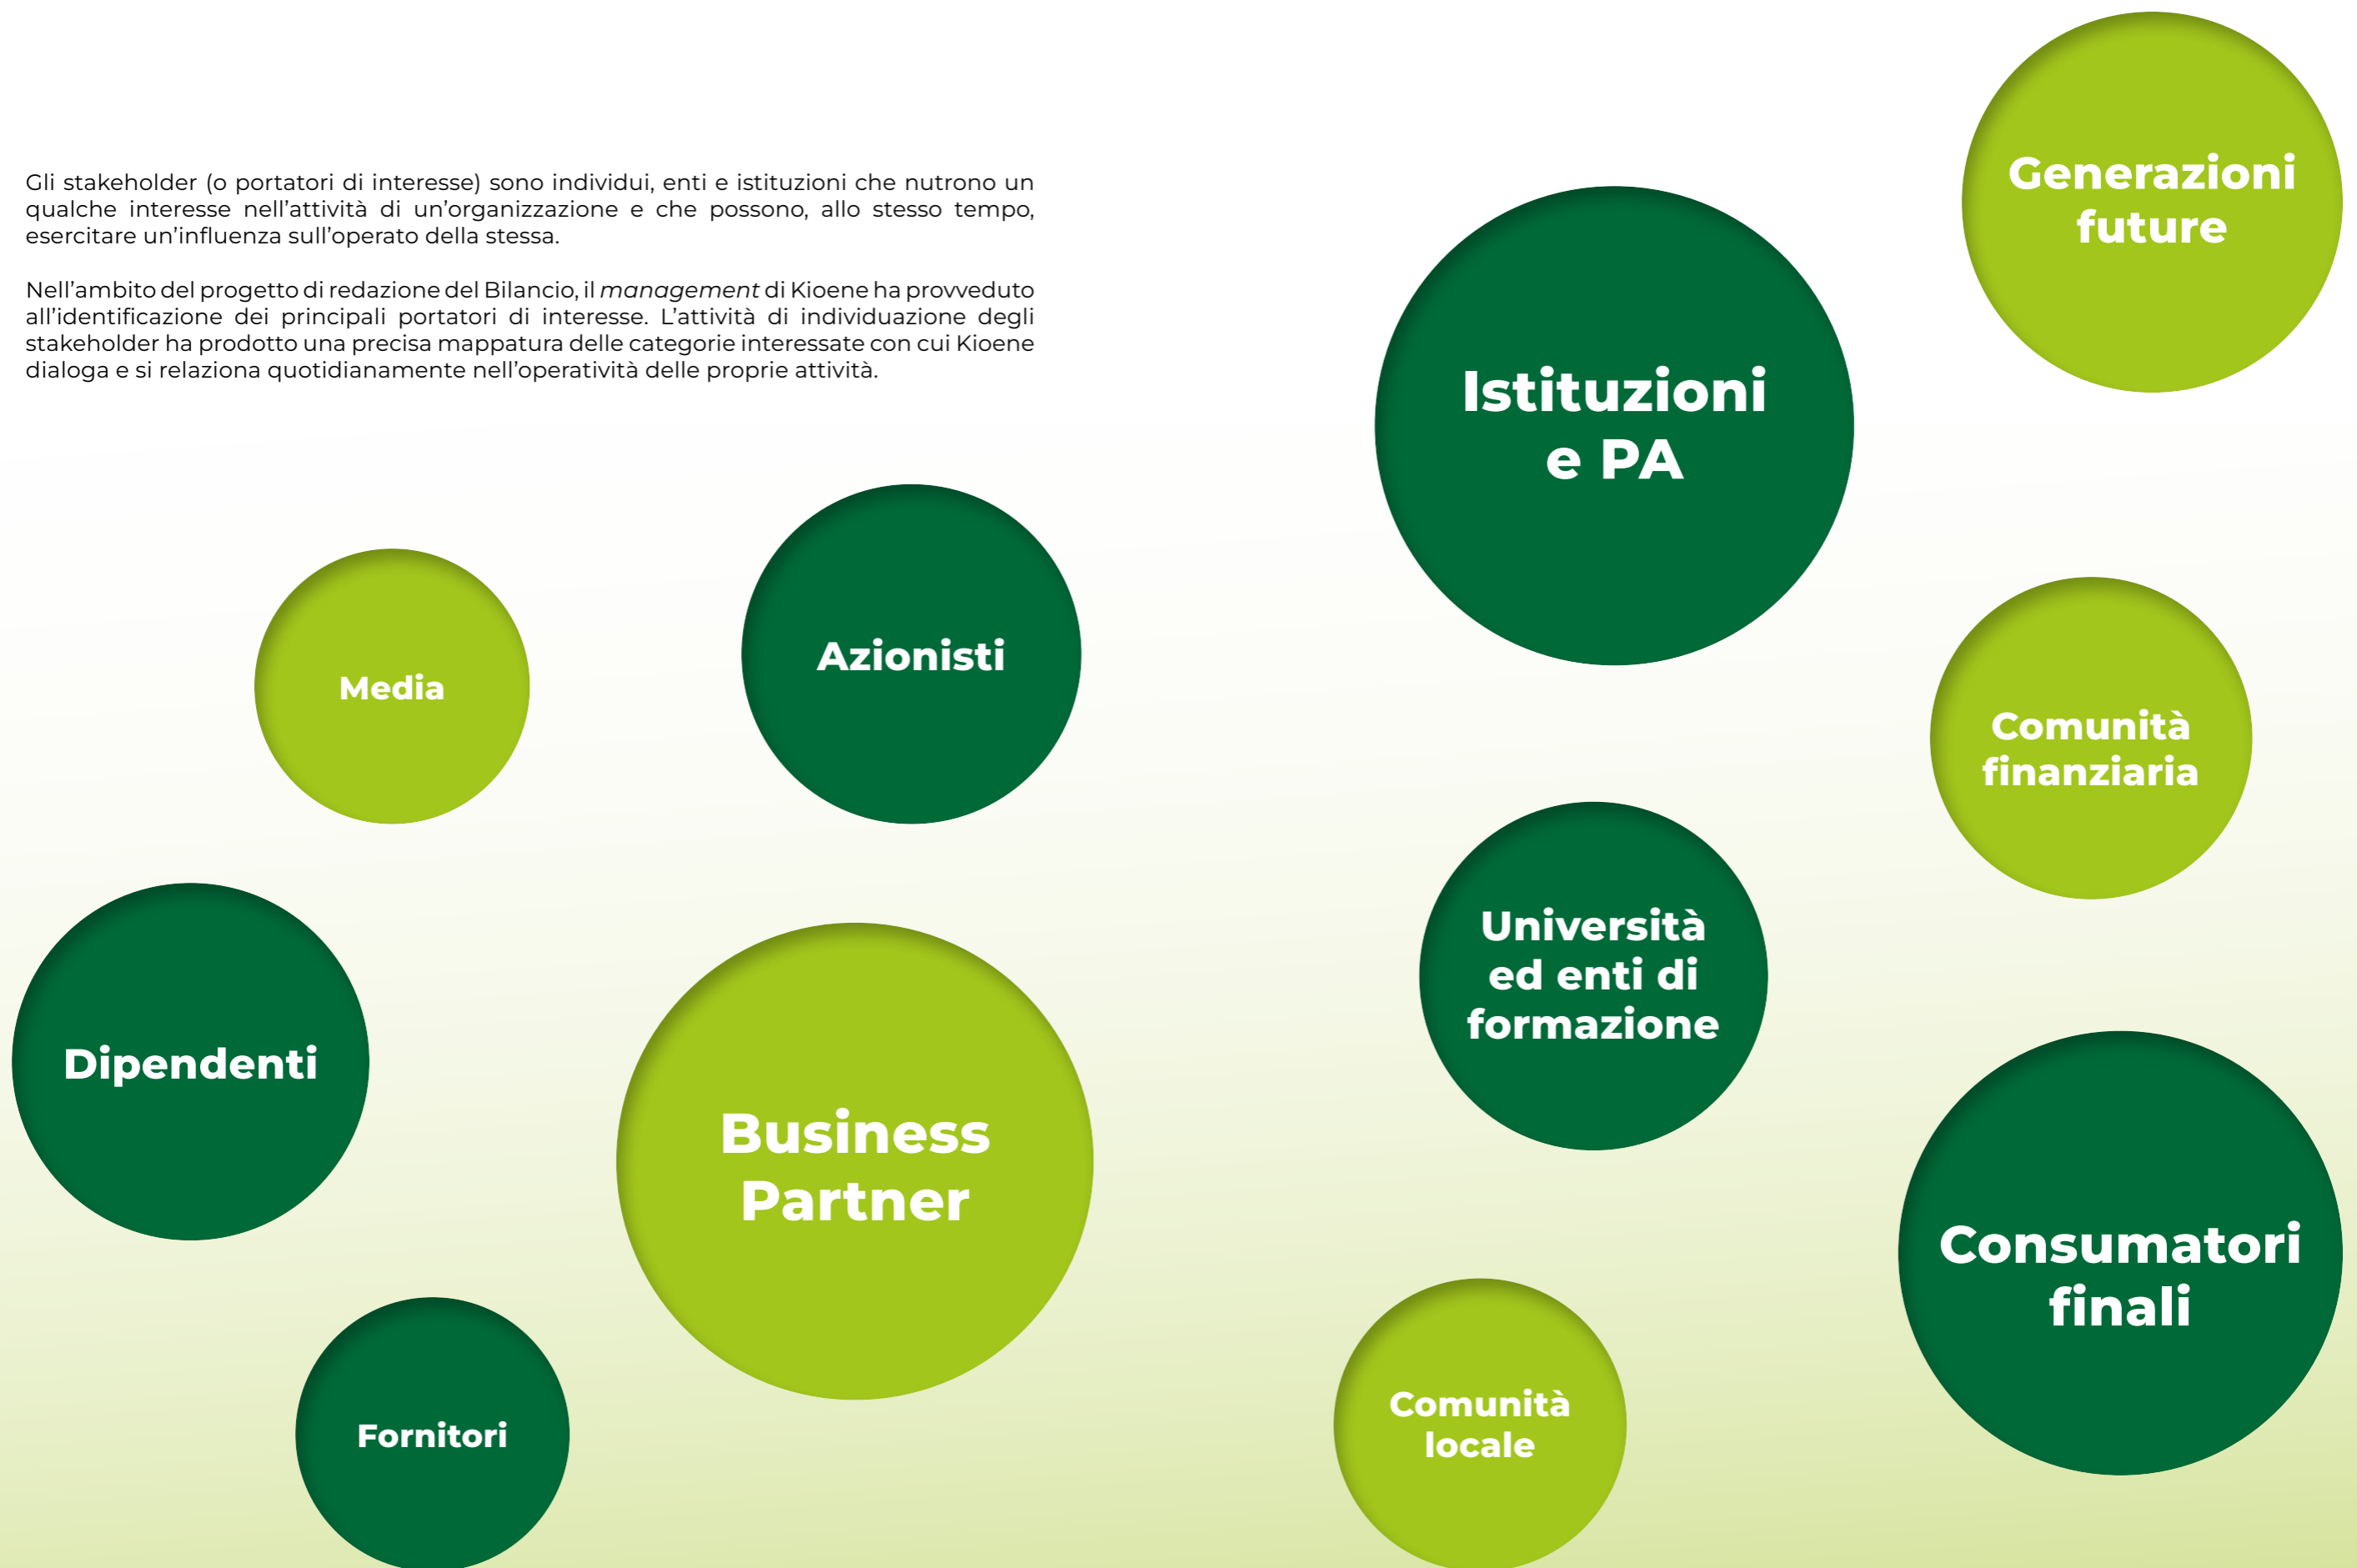 Gli stakeholder (o portatori di interesse) sono individui, enti e istituzioni che nutrono un
qualche interesse nell’attività di un’organizzazione e che possono, allo stesso tempo,
esercitare un’influenza sull’operato della stessa.
Nell’ambito del progetto di redazione del Bilancio, il management di Kioene ha provveduto
all’identificazione dei principali portatori di interesse. L’attività di individuazione degli
stakeholder ha prodotto una precisa mappatura delle categorie interessate con cui Kioene
dialoga e si relaziona quotidianamente nell’operatività delle proprie attività.
Media
Azionisti
Dipendenti
Business
Partner
Fornitori
Generazioni
future
Istituzioni
e PA
Comunità
finanziaria
Università
ed enti di
formazione
Consumatori
finali
Comunità
locale